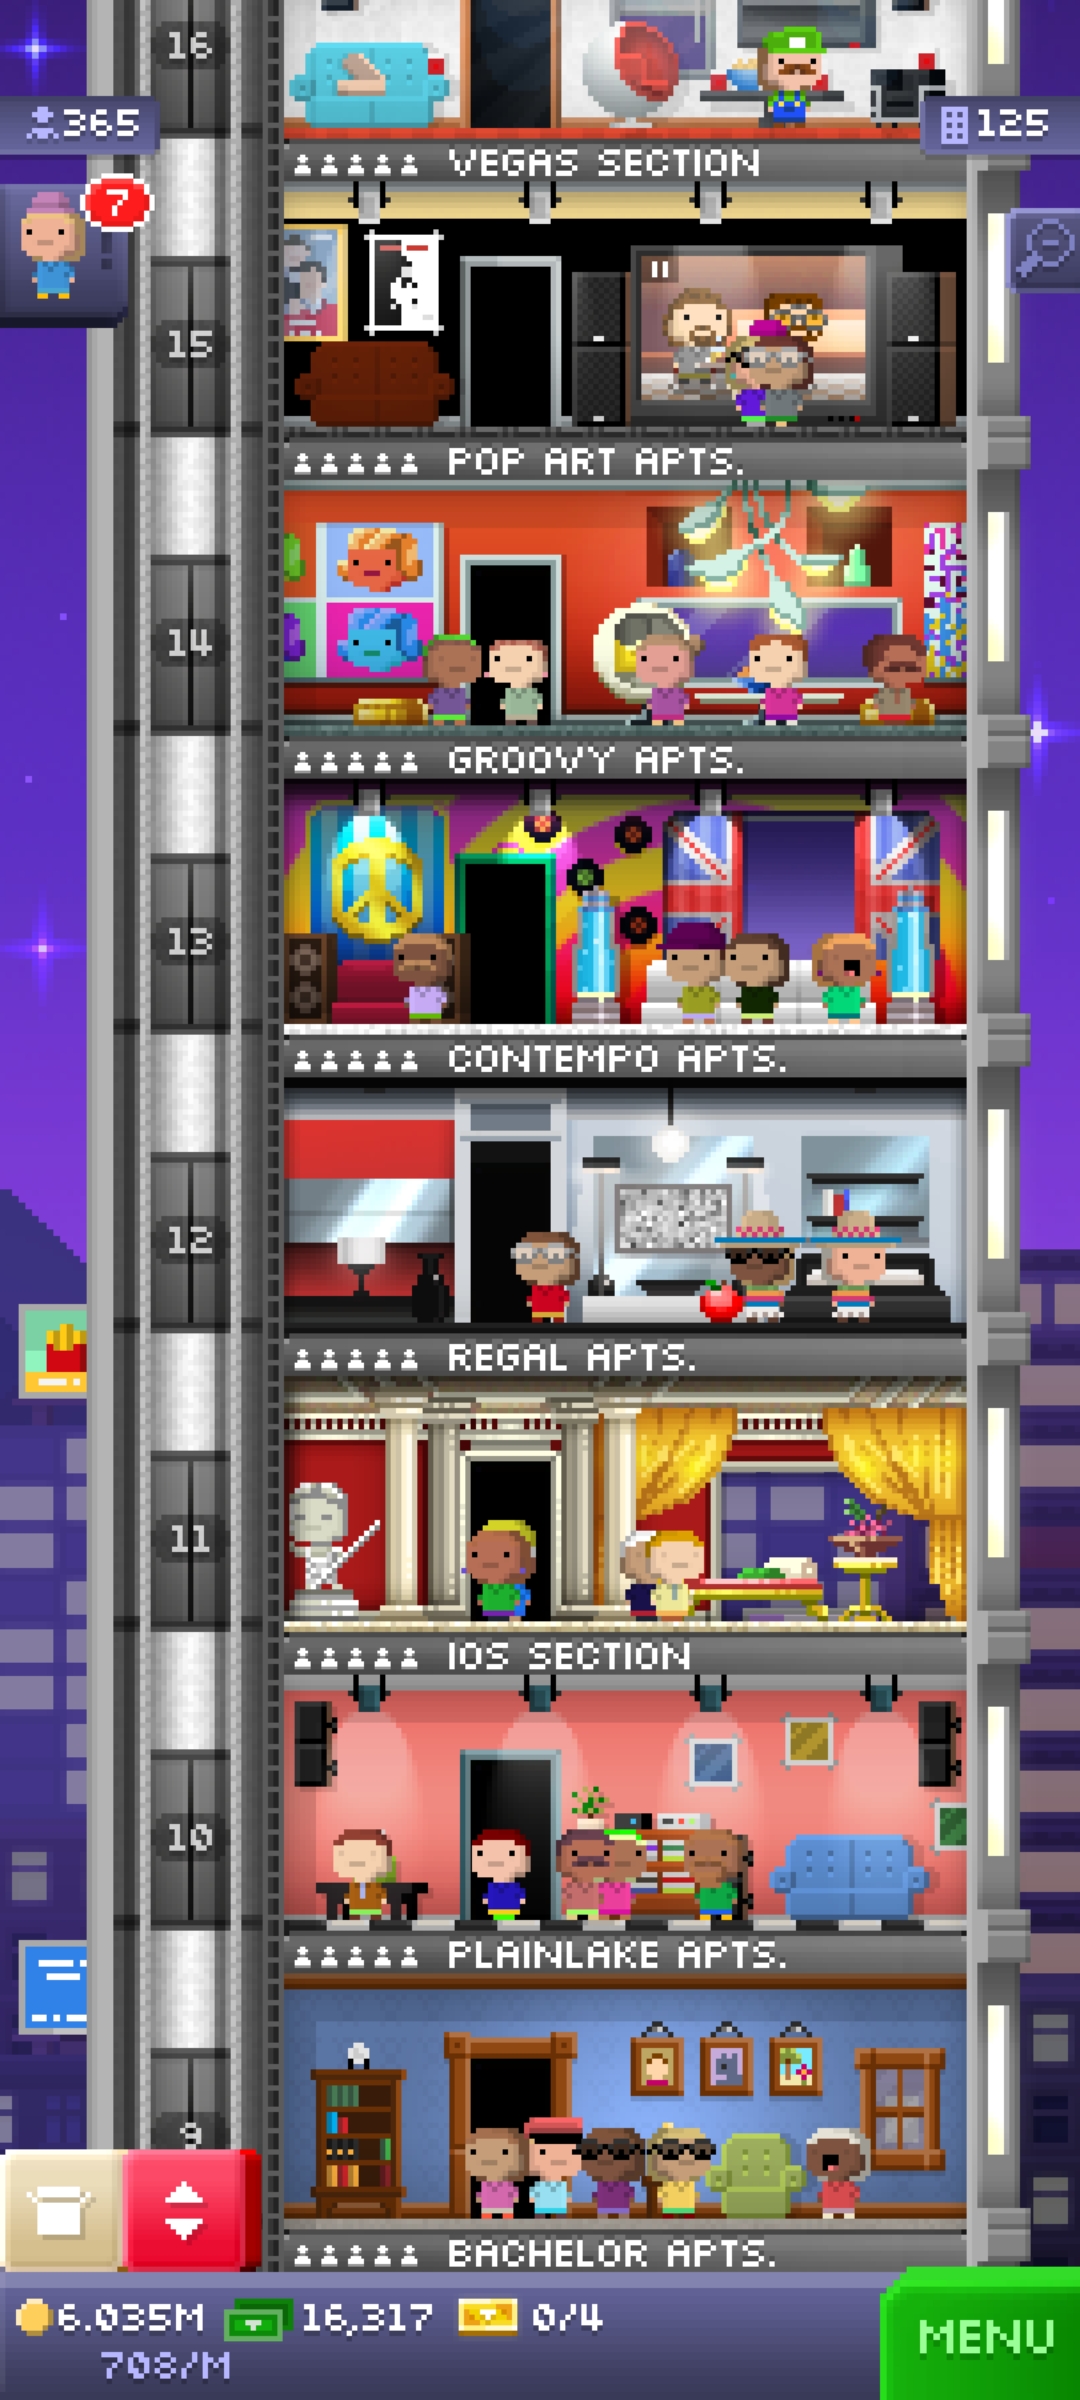 16
365
125
VEGAS SECTION
7
15
POP ART APTS.
14
GROOVY APTS.
13
CONTEMPO APTS.
12
REGAL APTS.
11
IOS SECTION
10
PLAINLAKE APTS.
9
BACHELOR APTS.
6.035M 16,317 0/4
708/M
MENU